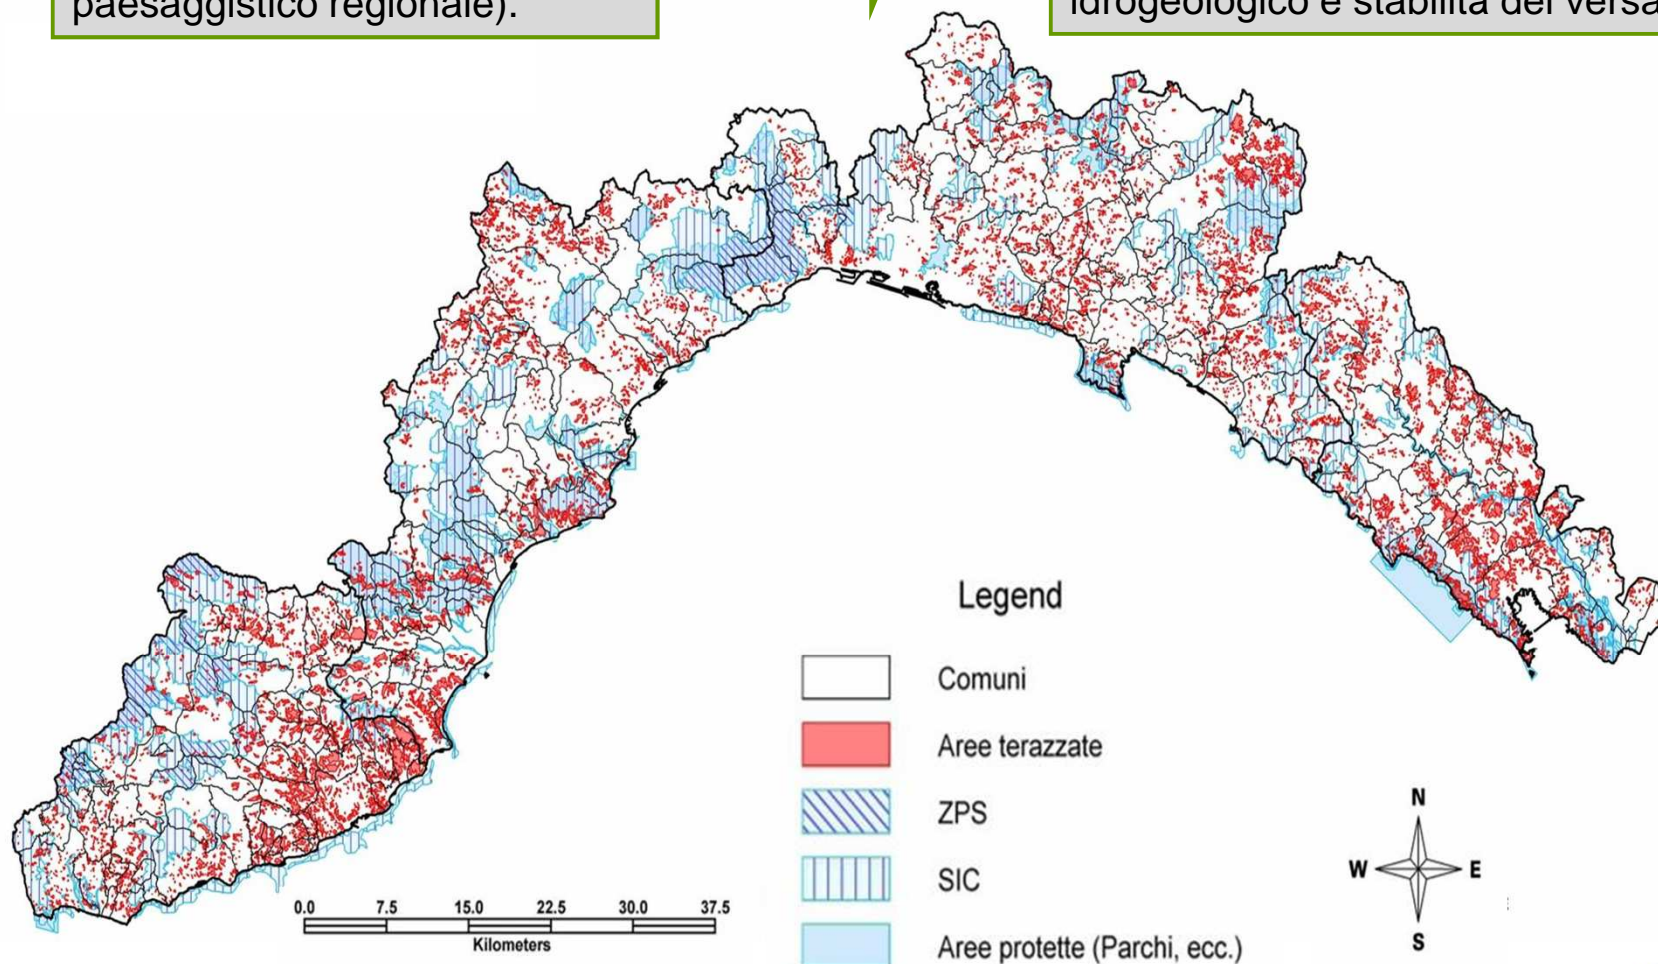 paesaggistico regionale).
idrogeologico e stabilità dei versa
Legend
Comuni
Aree terazzate
ZPS
SIC
Aree protette (Parchi, ecc.)
N
W E
S
0.0 7.5 15.0 22.5 30.0 37.5
Kilometers